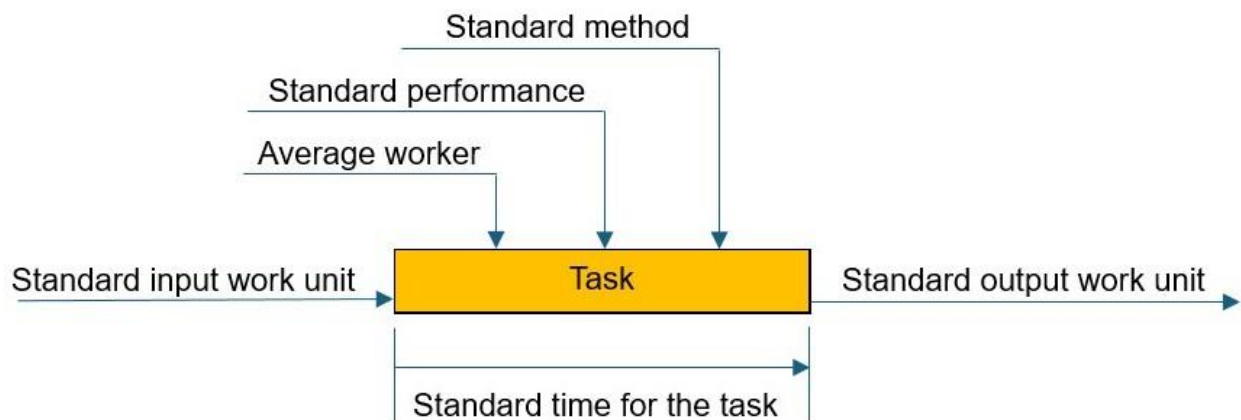 Standard method
Standard performance
Average worker
Standard input work unit
Task
Standard output work unit
Standard time for the task